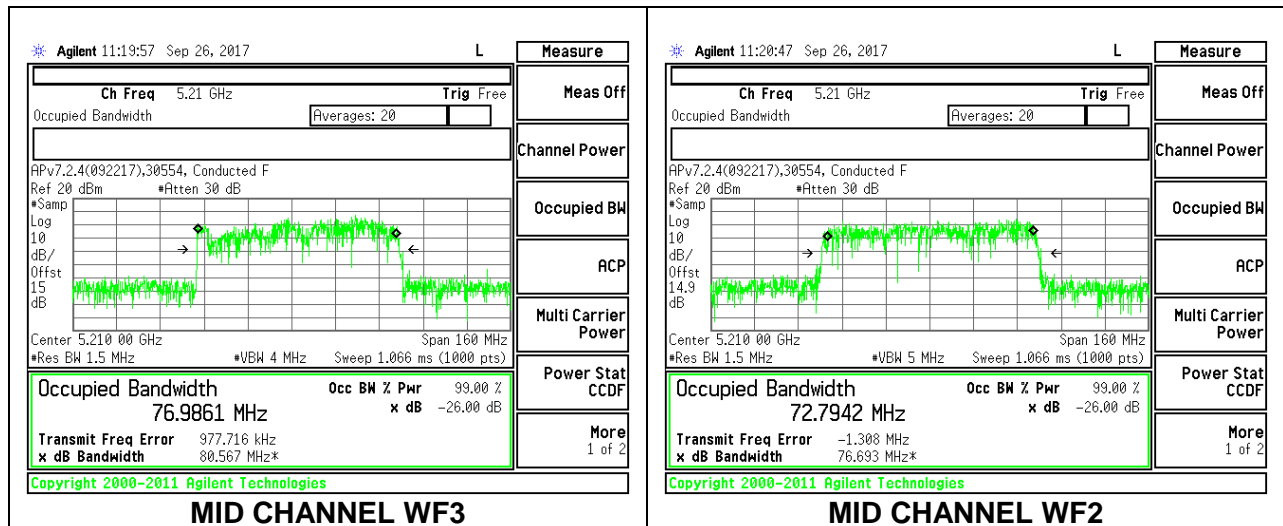 Agilent 11:19:57 Sep 26, 2017 L
Measure
Ch Freq 5.21 GHz Trig Free
Occupied Bandwidth Averages: 20
APv7.2.4(092217),30554, Conducted F
Ref 20 dBm #Atten 30 dB
#Samp
Log
10
dB/
Offst
15
dB
Center 5.210 00 GHz Span 160 MHz
#Res BW 1.5 MHz #VBW 4 MHz Sweep 1.066 ms (1000 pts)
Occupied Bandwidth Occ BW % Pwr 99.00 %
76.9861 MHz x dB -26.00 dB
Transmit Freq Error 977.716 kHz
x dB Bandwidth 80.567 MHz*
Copyright 2000-2011 Agilent Technologies
Meas Off
Channel Power
Occupied BW
ACP
Multi Carrier
Power
Power Stat
CCDF
More
1 of 2
MID CHANNEL WF3
Agilent 11:20:47 Sep 26, 2017 L
Measure
Ch Freq 5.21 GHz Trig Free
Occupied Bandwidth Averages: 20
APv7.2.4(092217),30554, Conducted F
Ref 20 dBm #Atten 30 dB
#Samp
Log
10
dB/
Offst
14.9
dB
Center 5.210 00 GHz Span 160 MHz
#Res BW 1.5 MHz #VBW 5 MHz Sweep 1.066 ms (1000 pts)
Occupied Bandwidth Occ BW % Pwr 99.00 %
72.7942 MHz x dB -26.00 dB
Transmit Freq Error -1.308 MHz
x dB Bandwidth 76.693 MHz*
Copyright 2000-2011 Agilent Technologies
Meas Off
Channel Power
Occupied BW
ACP
Multi Carrier
Power
Power Stat
CCDF
More
1 of 2
MID CHANNEL WF2